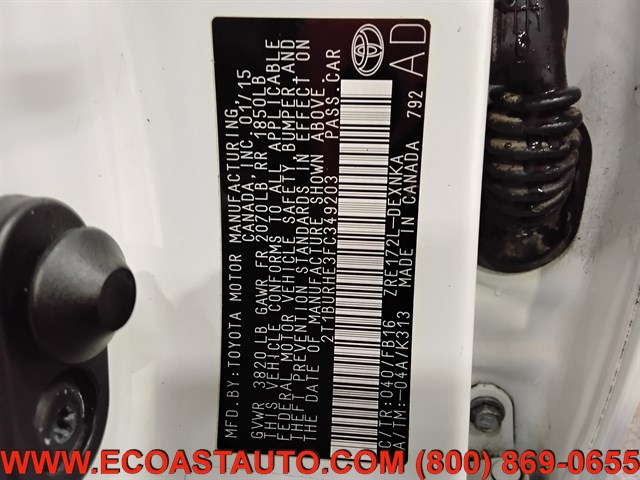 MFD.BY:TOYOTA MOTOR MANUFACTURING
CANADA, INC. 01/15
GVWR 3820LB GAWR FR 2070LB RR 1850LB
THIS VEHICLE CONFORMS TO ALL APPLICABLE
FEDERAL MOTOR VEHICLE SAFETY, BUMPER, AND
THEFT PREVENTION STANDARDS IN EFFECT ON
THE DATE OF MANUFACTURE SHOWN ABOVE.
2T1BURHE3FC349203 PASS.CAR
C/TR:040/FB16 ZRE172L-DEXNKA
A/TM:-04A/K313 MADE IN CANADA 792
AD
WWW.ECOASTAUTO.COM (800) 869-0655